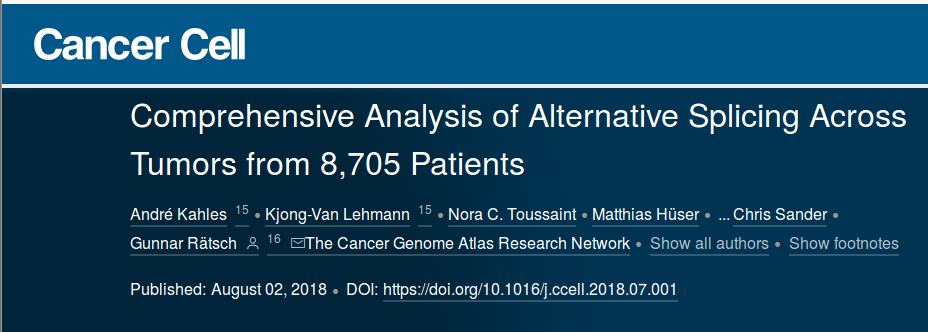 Cancer Cell
Comprehensive Analysis of Alternative Splicing Across
Tumors from 8,705 Patients
André Kahles 15 • Kjong-Van Lehmann 15 • Nora C. Toussaint • Matthias Hüser • ... Chris Sander •
Gunnar Rätsch 16 The Cancer Genome Atlas Research Network • Show all authors • Show footnotes
Published: August 02, 2018 • DOI: https://doi.org/10.1016/j.ccell.2018.07.001